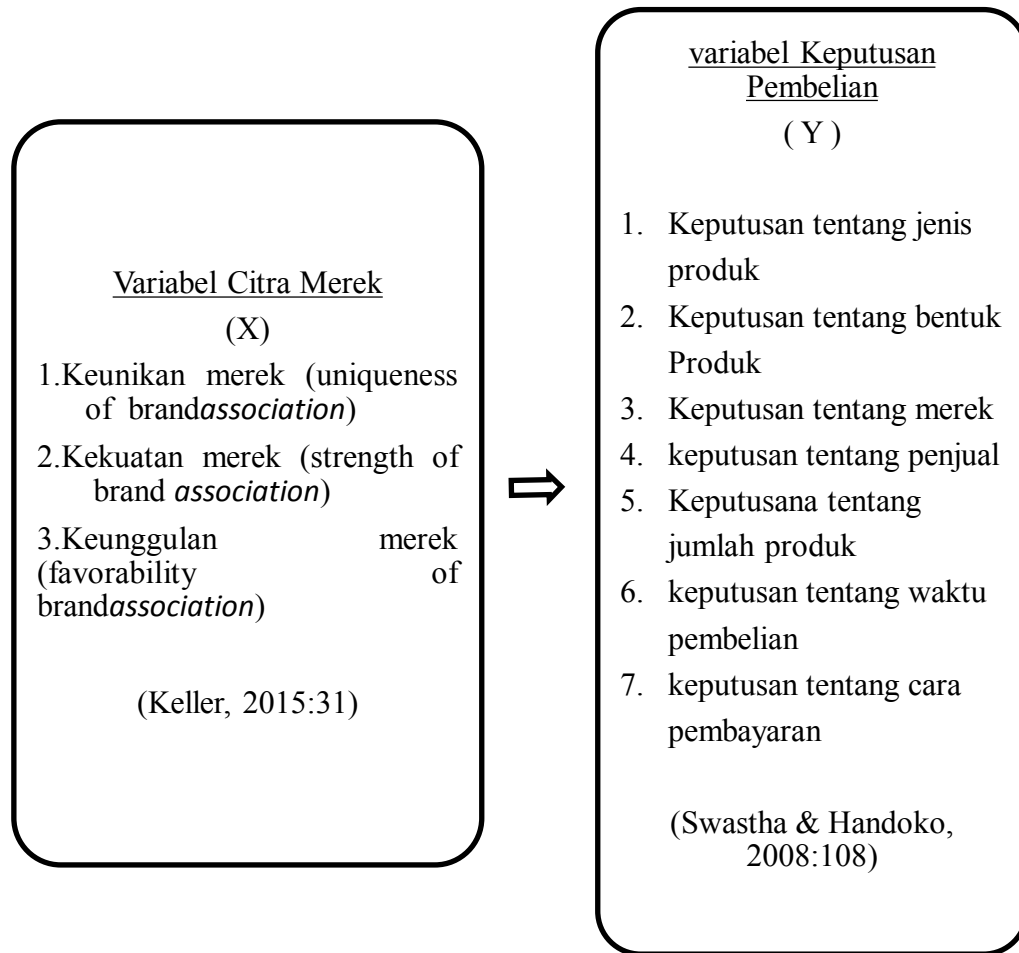 Variabel Citra Merek
(X)
1.Keunikan merek (uniqueness
of brandassociation)
2.Kekuatan merek (strength of
brand association)
3.Keunggulan merek
(favorability of
brandassociation)
(Keller, 2015:31)
variabel Keputusan
Pembelian
( Y )
1. Keputusan tentang jenis
produk
2. Keputusan tentang bentuk
Produk
3. Keputusan tentang merek
4. keputusan tentang penjual
5. Keputusana tentang
jumlah produk
6. keputusan tentang waktu
pembelian
7. keputusan tentang cara
pembayaran
(Swastha & Handoko,
2008:108)